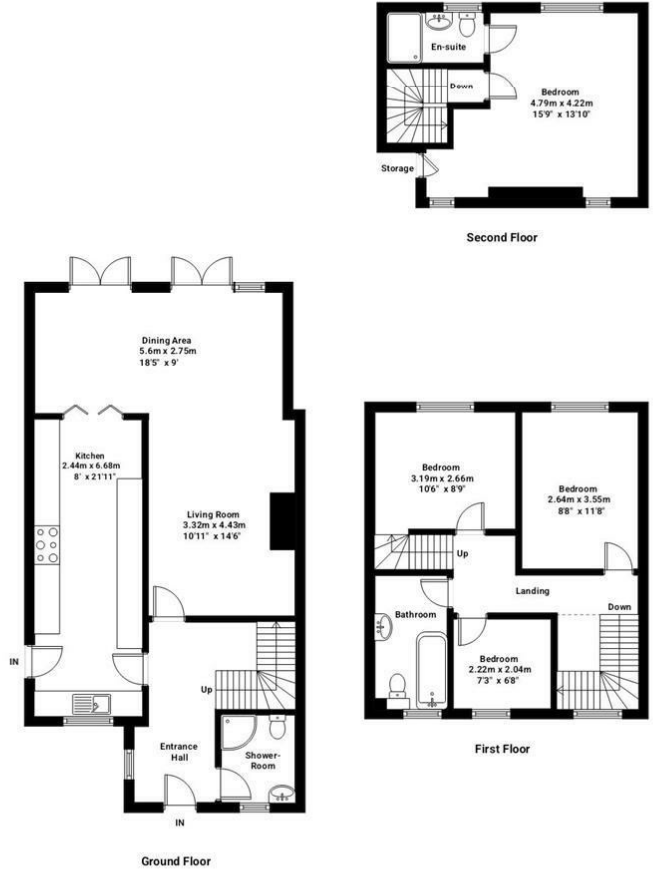 En-suite
Down
Bedroom
4.79m x 4.22m
15'9" x 13'10"
Storage
Second Floor
Dining Area
5.6m x 2.75m
18'5" x 9'
Kitchen
2.44m x 6.68m
8' x 21'11"
Living Room
3.32m x 4.43m
10'11" x 14'6"
IN
Up
Entrance
Hall
Shower-
Room
IN
Ground Floor
Bedroom
3.19m x 2.66m
10'6" x 8'9"
Bedroom
2.64m x 3.55m
8'8" x 11'8"
Up
Landing
Down
Bathroom
Bedroom
2.22m x 2.04m
7'3" x 6'8"
First Floor